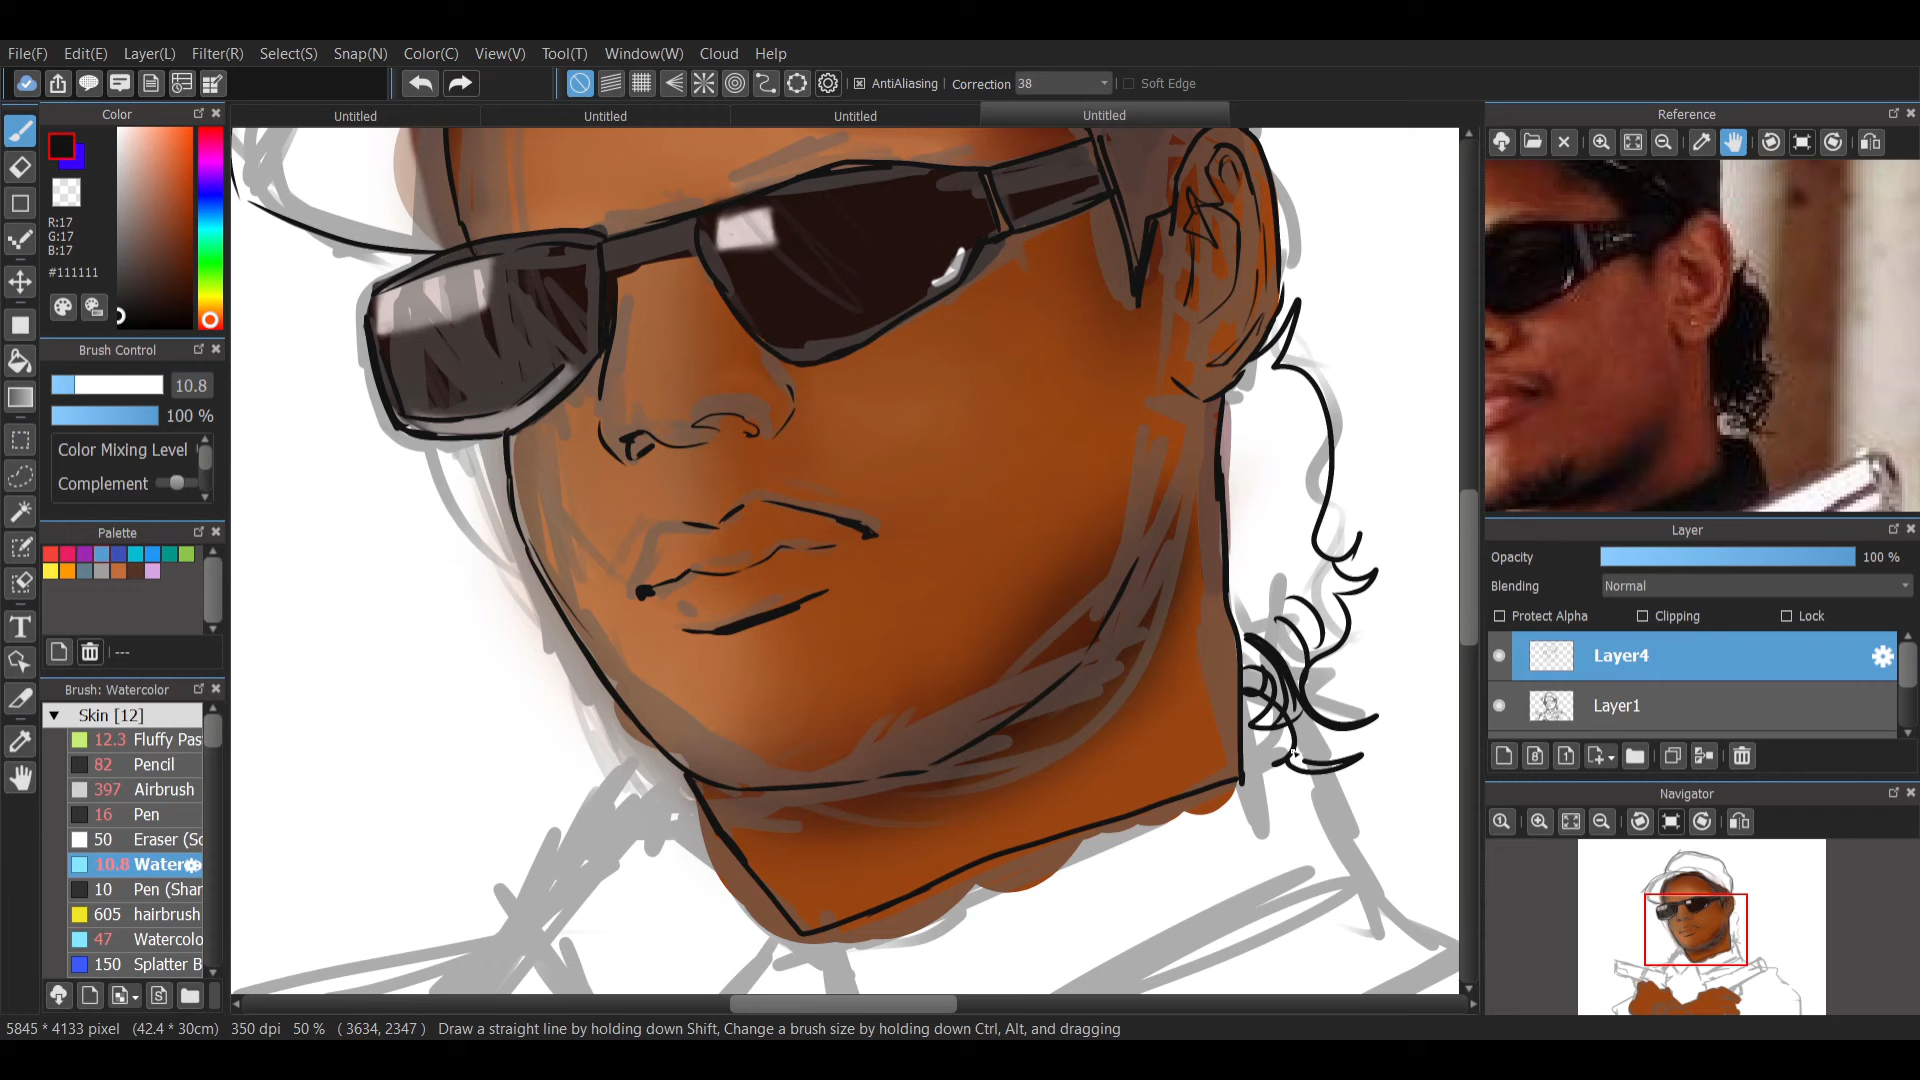 File(F) Edit(E) Layer(L) Filter(R) Select(S) Snap(N) Color(C) View(V) Tool(T) Window(W) Cloud Help
AntiAliasing Correction 38 Soft Edge
Color
Untitled Untitled Untitled Untitled
Reference
R:17
G:17
B:17
#111111
Brush Control
10.8
100 %
Color Mixing Level
Complement
Palette
---
Brush: Watercolor
Skin [12]
12.3 Fluffy Pas
82 Pencil
397 Airbrush
16 Pen
50 Eraser (Sc
10.8 Water
10 Pen (Shar
605 hairbrush
47 Watercolo
150 Splatter B
Layer
Opacity 100 %
Blending Normal
Protect Alpha Clipping Lock
Layer4
Layer1
Navigator
5845 * 4133 pixel (42.4 * 30cm) 350 dpi 50 % ( 3634, 2347 ) Draw a straight line by holding down Shift, Change a brush size by holding down Ctrl, Alt, and dragging